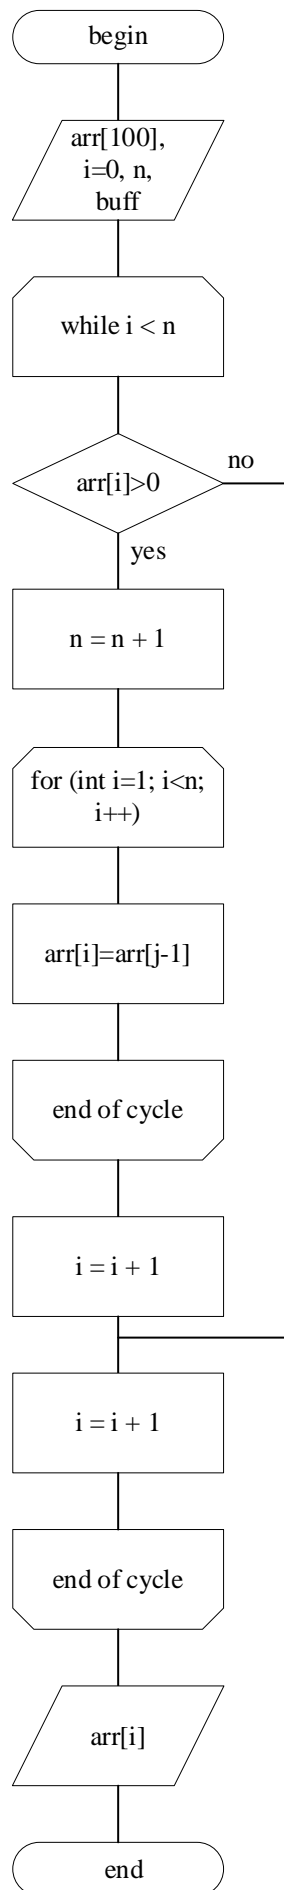 begin
arr[100],
i=0, n,
buff
while i < n
arr[i]>0
no
yes
n = n + 1
for (int i=1; i<n;
i++)
arr[i]=arr[j-1]
end of cycle
i = i + 1
i = i + 1
end of cycle
arr[i]
end